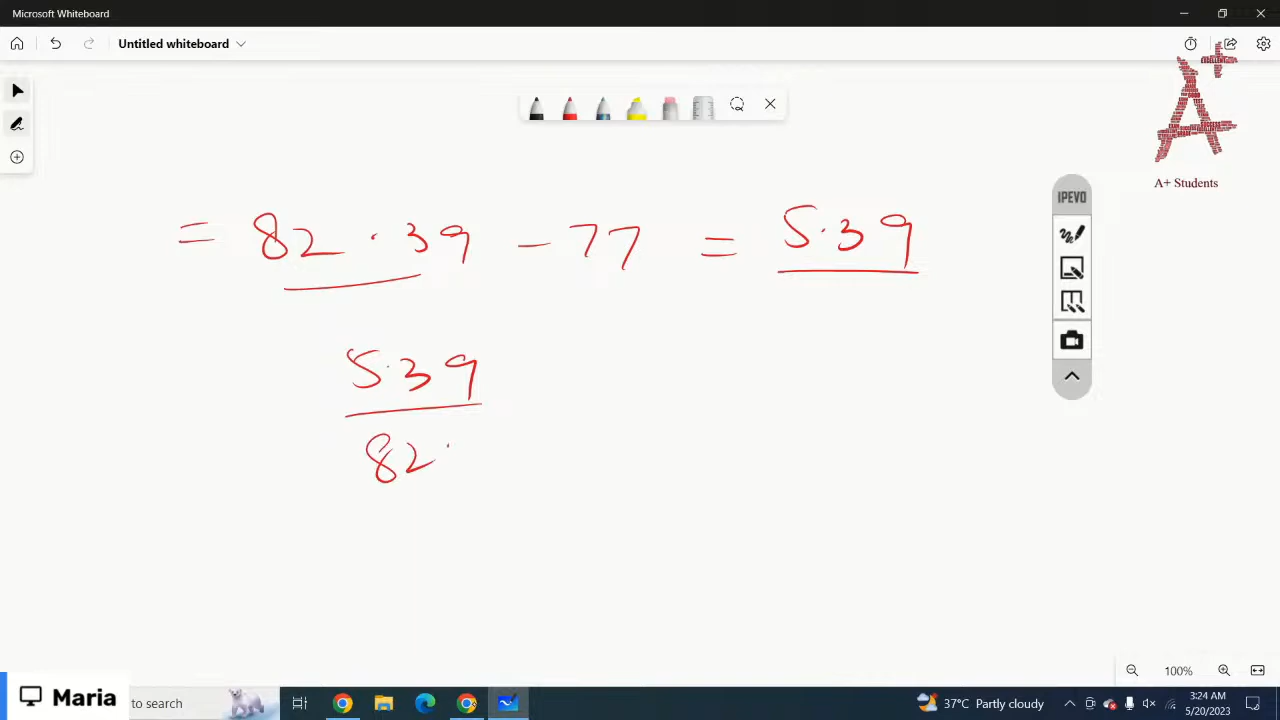 Microsoft Whiteboard
Untitled whiteboard
A+ Students
IPEVO
= 82.39 - 77 = 5.39
5.39
82.
100%
Maria
to search
37°C Partly cloudy
3:24 AM
5/20/2023